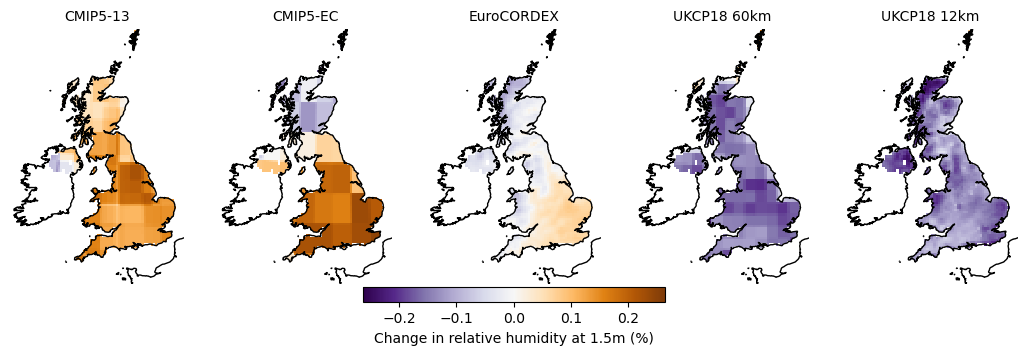 CMIP5-13 CMIP5-EC EuroCORDEX UKCP18 60km UKCP18 12km
−0.2 −0.1 0.0 0.1 0.2
Change in relative humidity at 1.5m (%)